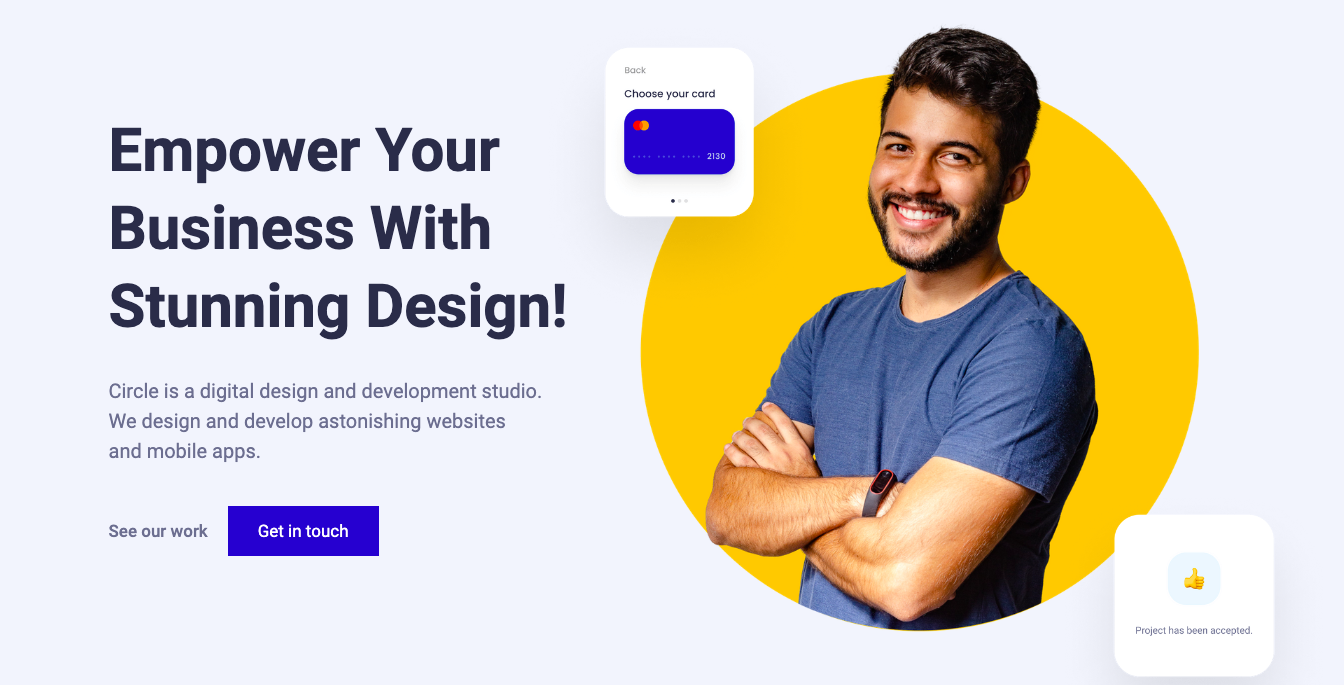 Empower Your
Business With
Stunning Design!
Circle is a digital design and development studio.
We design and develop astonishing websites
and mobile apps.
See our work
Get in touch
Back
Choose your card
2130
Project has been accepted.